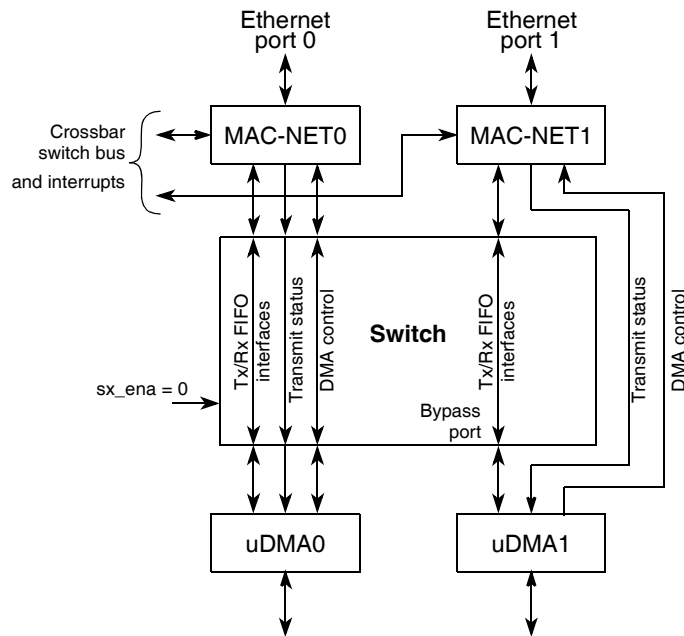 Ethernet
port 0
Ethernet
port 1
Crossbar
switch bus
and interrupts
MAC-NET0
MAC-NET1
Tx/Rx FIFO
interfaces
Transmit status
DMA control
Switch
Tx/Rx FIFO
interfaces
Transmit status
DMA control
sx_ena = 0
Bypass
port
uDMA0
uDMA1